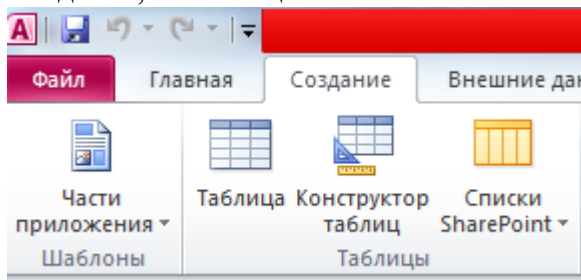 A
Файл Главная Создание Внешние дан
Части приложения Таблица Конструктор таблиц Списки SharePoint
Шаблоны Таблицы